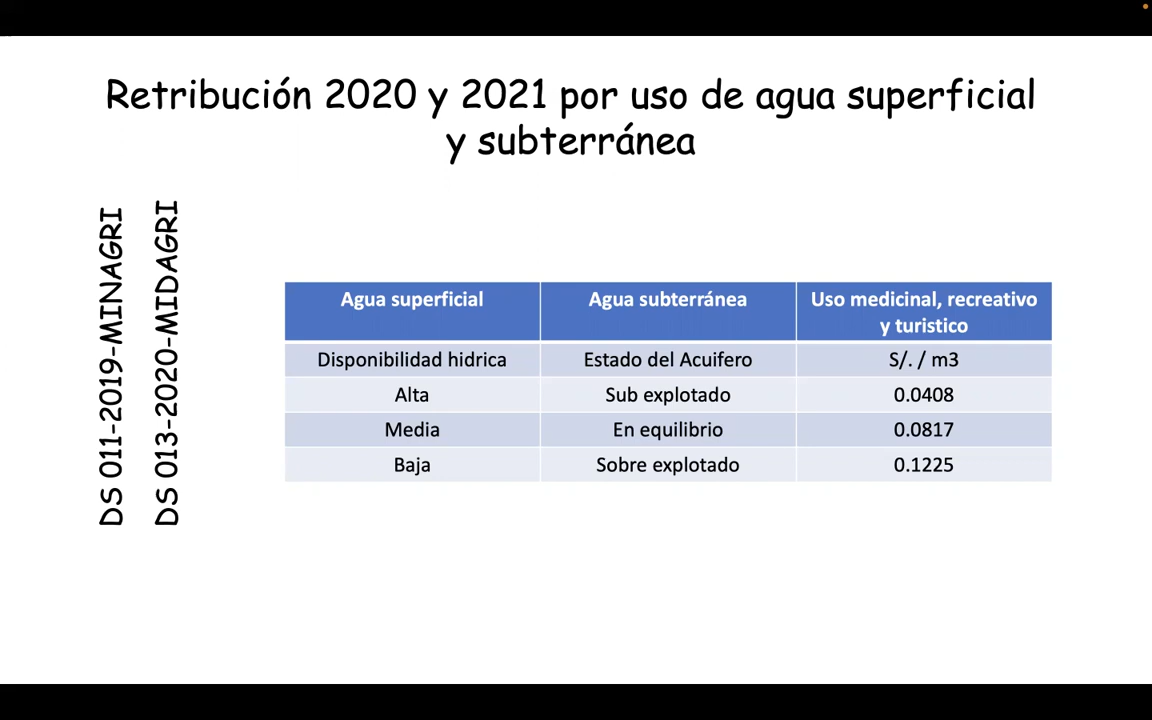 Retribución 2020 y 2021 por uso de agua superficial
y subterránea
DS 011-2019-MINAGRI
DS 013-2020-MIDAGRI
Agua superficial Agua subterránea Uso medicinal, recreativo
y turistico
Disponibilidad hidrica Estado del Acuifero S/. / m3
Alta Sub explotado 0.0408
Media En equilibrio 0.0817
Baja Sobre explotado 0.1225